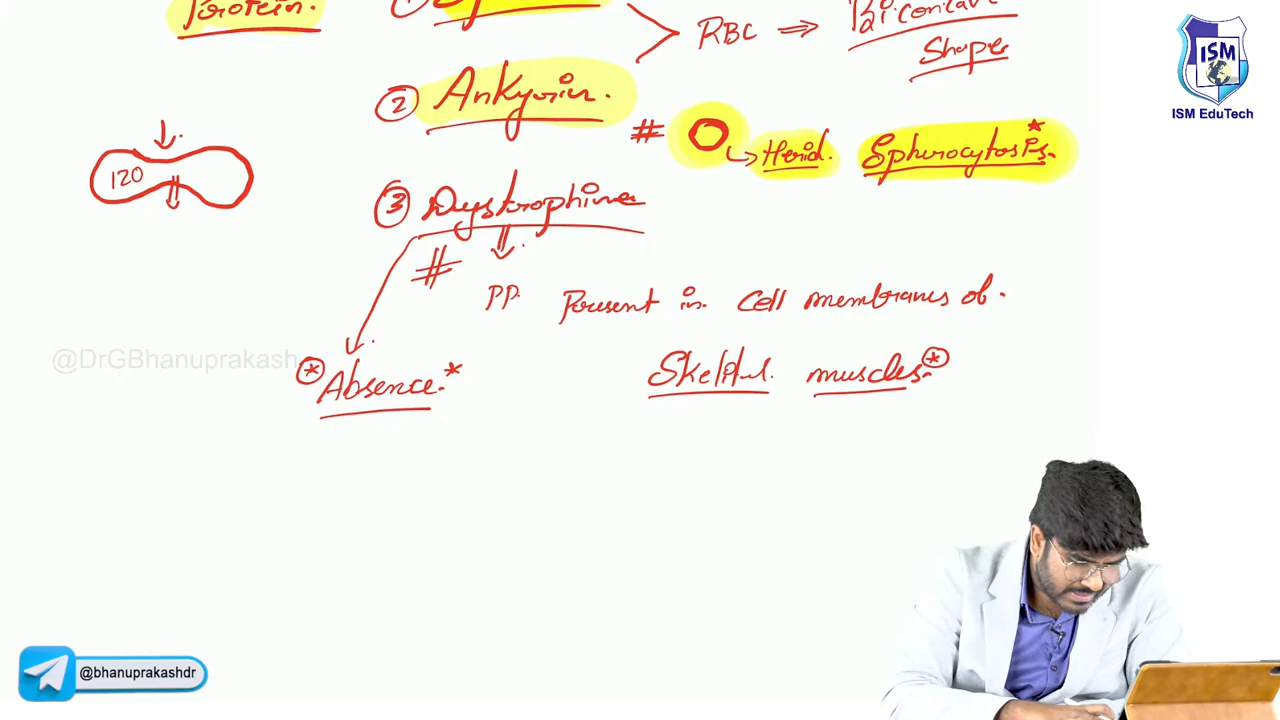 Protein.
RBC ⇒ Biconcave
Shape
② Ankyrin.
# Herid. Spherocytosis.*
120
③ Dystrophine
#
PP. Present in cell membranes of.
*Absence.* Skeletal muscles.*
ISM
ISM EduTech
@DrGBhanuprakash
@bhanuprakashdr